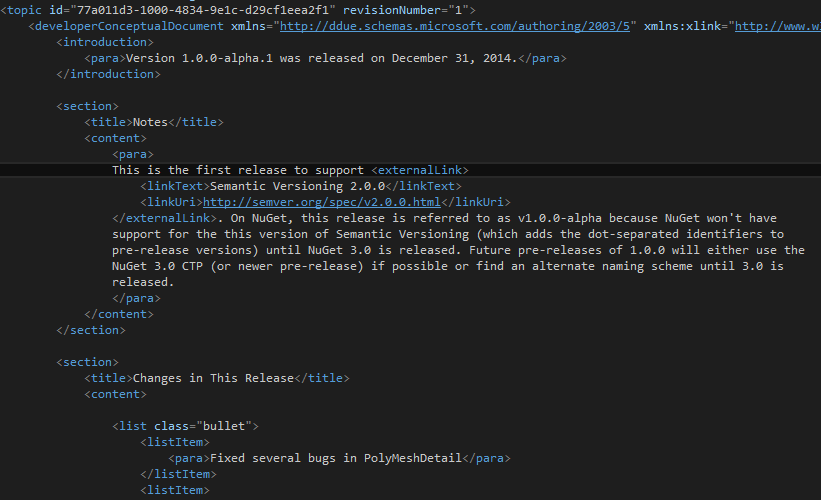 <topic id="77a011d3-1000-4834-9e1c-d29cf1eea2f1" revisionNumber="1">
<developerConceptualDocument xmlns="http://ddue.schemas.microsoft.com/authoring/2003/5" xmlns:xlink="http://www.w
<introduction>
<para>Version 1.0.0-alpha.1 was released on December 31, 2014.</para>
</introduction>
<section>
<title>Notes</title>
<content>
<para>
This is the first release to support <externalLink>
<linkText>Semantic Versioning 2.0.0</linkText>
<linkUri>http://semver.org/spec/v2.0.0.html</linkUri>
</externalLink>. On NuGet, this release is referred to as v1.0.0-alpha because NuGet won't have
support for the this version of Semantic Versioning (which adds the dot-separated identifiers to
pre-release versions) until NuGet 3.0 is released. Future pre-releases of 1.0.0 will either use the
NuGet 3.0 CTP (or newer pre-release) if possible or find an alternate naming scheme until 3.0 is
released.
</para>
</content>
</section>
<section>
<title>Changes in This Release</title>
<content>
<list class="bullet">
<listItem>
<para>Fixed several bugs in PolyMeshDetail</para>
</listItem>
<listItem>